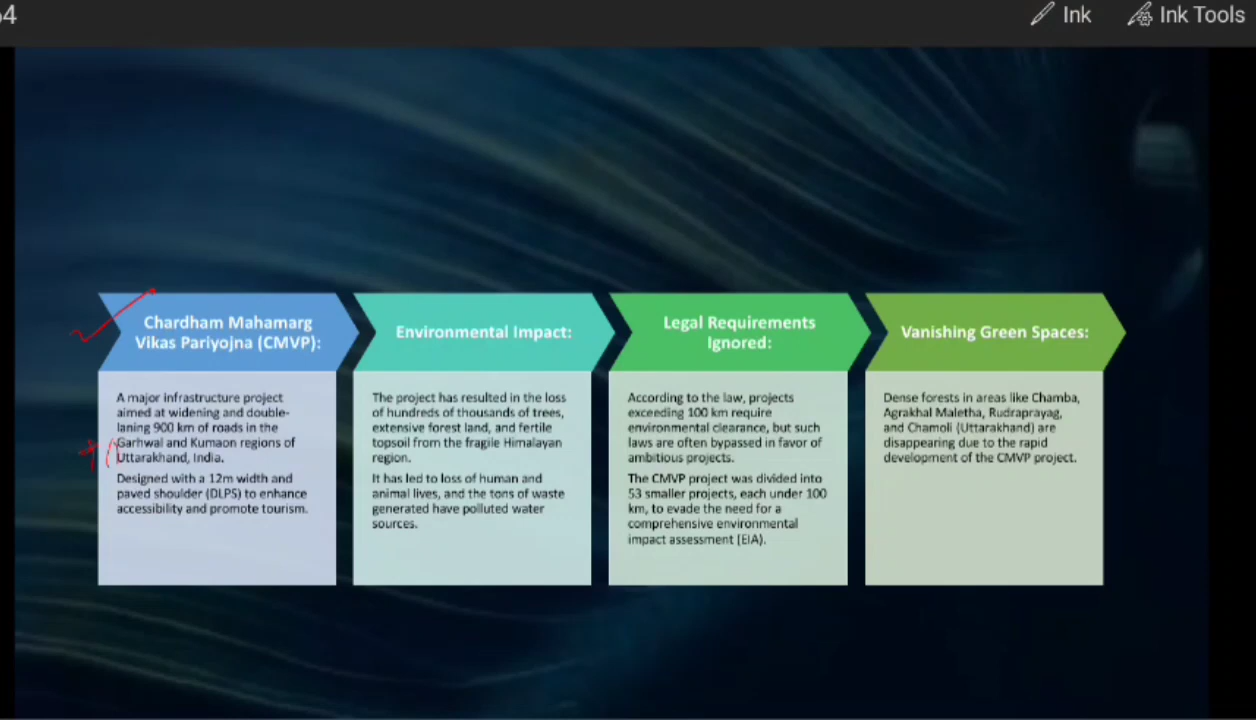 64
Ink
Ink Tools
Chardham Mahamarg
Vikas Pariyojna (CMVP):
A major infrastructure project
aimed at widening and double-
laning 900 km of roads in the
Garhwal and Kumaon regions of
Uttarakhand, India.
Designed with a 12m width and
paved shoulder (DLPS) to enhance
accessibility and promote tourism.
Environmental Impact:
The project has resulted in the loss
of hundreds of thousands of trees,
extensive forest land, and fertile
topsoil from the fragile Himalayan
region.
It has led to loss of human and
animal lives, and the tons of waste
generated have polluted water
sources.
Legal Requirements
Ignored:
According to the law, projects
exceeding 100 km require
environmental clearance, but such
laws are often bypassed in favor of
ambitious projects.
The CMVP project was divided into
53 smaller projects, each under 100
km, to evade the need for a
comprehensive environmental
impact assessment (EIA).
Vanishing Green Spaces:
Dense forests in areas like Chamba,
Agrakhal Maletha, Rudraprayag,
and Chamoli (Uttarakhand) are
disappearing due to the rapid
development of the CMVP project.